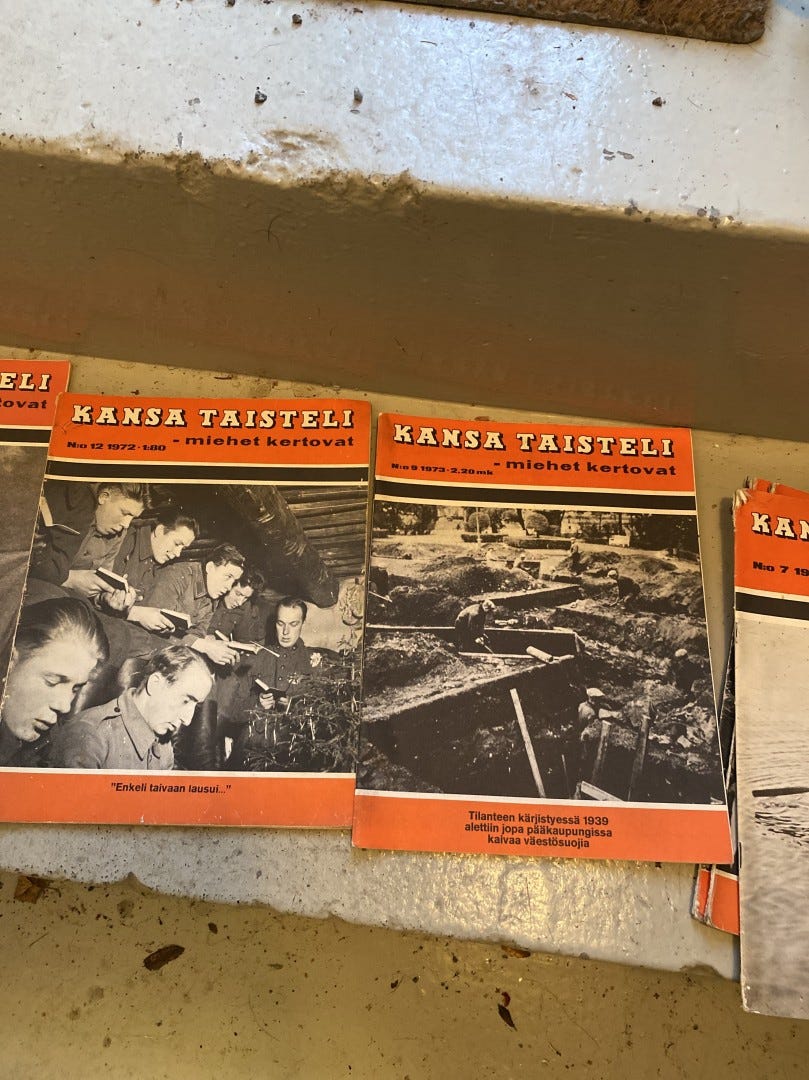 ELI
tovat
KANSA TAISTELI
N:o 12 1972 · 1:80 - miehet kertovat
"Enkeli taivaan lausui..."
KANSA TAISTELI
- miehet kertovat
N:o 9 1973 · 2,20 mk
Tilanteen kärjistyessä 1939
alettiin jopa pääkaupungissa
kaivaa väestösuojia
KAN
N:o 7 19